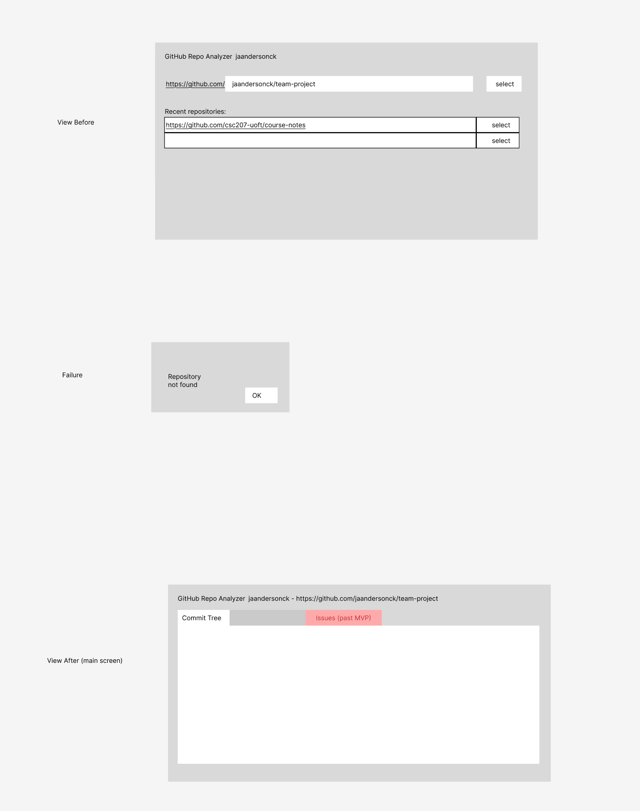 GitHub Repo Analyzer jaandersonck
https://github.com/ jaandersonck/team-project select
Recent repositories:
View Before
https://github.com/csc207-uoft/course-notes select
select
Failure
Repository
not found
OK
GitHub Repo Analyzer jaandersonck - https://github.com/jaandersonck/team-project
Commit Tree Issues (past MVP)
View After (main screen)